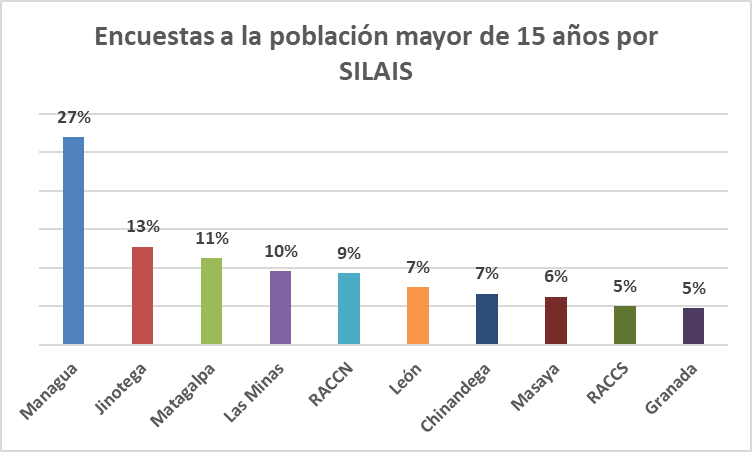 Encuestas a la población mayor de 15 años por
SILAIS
27%
13%
11%
10%
9%
7%
7%
6%
5%
5%
Managua
Jinotega
Matagalpa
Las Minas
RACCN
León
Chinandega
Masaya
RACCS
Granada